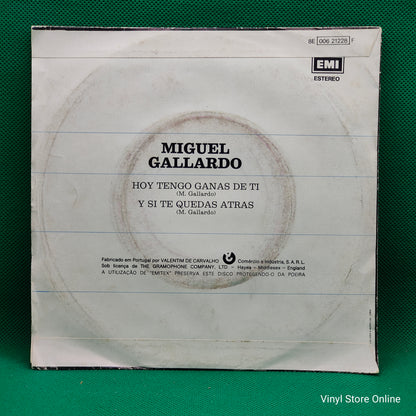 8E 006 21228 F
EMI
ESTEREO
MIGUEL
GALLARDO
HOY TENGO GANAS DE TI
(M. Gallardo)
Y SI TE QUEDAS ATRAS
(M. Gallardo)
Fabricado em Portugal por VALENTIM DE CARVALHO Comércio e Indústria, S.A.R.L.
Sob licença de THE GRAMOPHONE COMPANY, LTD - Hayes - Middlesex - England
A UTILIZAÇÃO DE "EMITEX" PRESERVA ESTE DISCO PROTEGENDO-O DA POEIRA
Vinyl Store Online